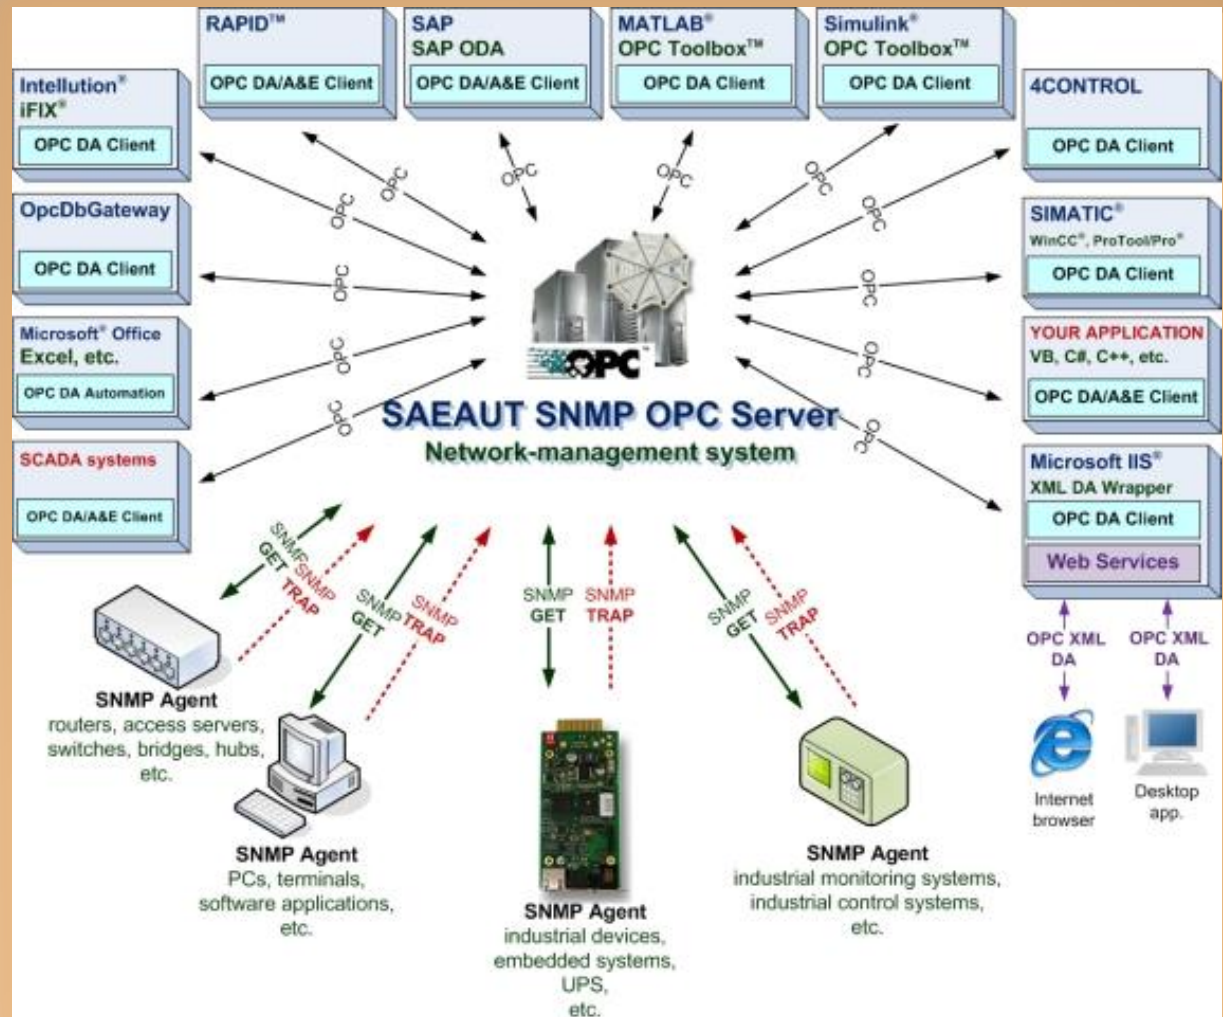 RAPID™
OPC DA/A&E Client
SAP
SAP ODA
OPC DA/A&E Client
MATLAB®
OPC Toolbox™
OPC DA Client
Simulink®
OPC Toolbox™
OPC DA Client
Intellution®
iFIX®
OPC DA Client
OpcDbGateway
OPC DA Client
Microsoft® Office
Excel, etc.
OPC DA Automation
SCADA systems
OPC DA/A&E Client
4CONTROL
OPC DA Client
SIMATIC®
WinCC®, ProTool/Pro®
OPC DA Client
YOUR APPLICATION
VB, C#, C++, etc.
OPC DA/A&E Client
Microsoft IIS®
XML DA Wrapper
OPC DA Client
Web Services
OPC
OPC
OPC
OPC
OPC
OPC
OPC
OPC
OPC
OPC
OPC
OPC
OPC
OPC™
SAEAUT SNMP OPC Server
Network-management system
SNMP
GET
SNMP
TRAP
SNMP
GET
SNMP
TRAP
SNMP
GET
SNMP
TRAP
SNMP
GET
SNMP
TRAP
OPC XML
DA
OPC XML
DA
Internet
browser
Desktop
app.
SNMP Agent
routers, access servers,
switches, bridges, hubs,
etc.
SNMP Agent
PCs, terminals,
software applications,
etc.
SNMP Agent
industrial devices,
embedded systems,
UPS,
etc.
SNMP Agent
industrial monitoring systems,
industrial control systems,
etc.